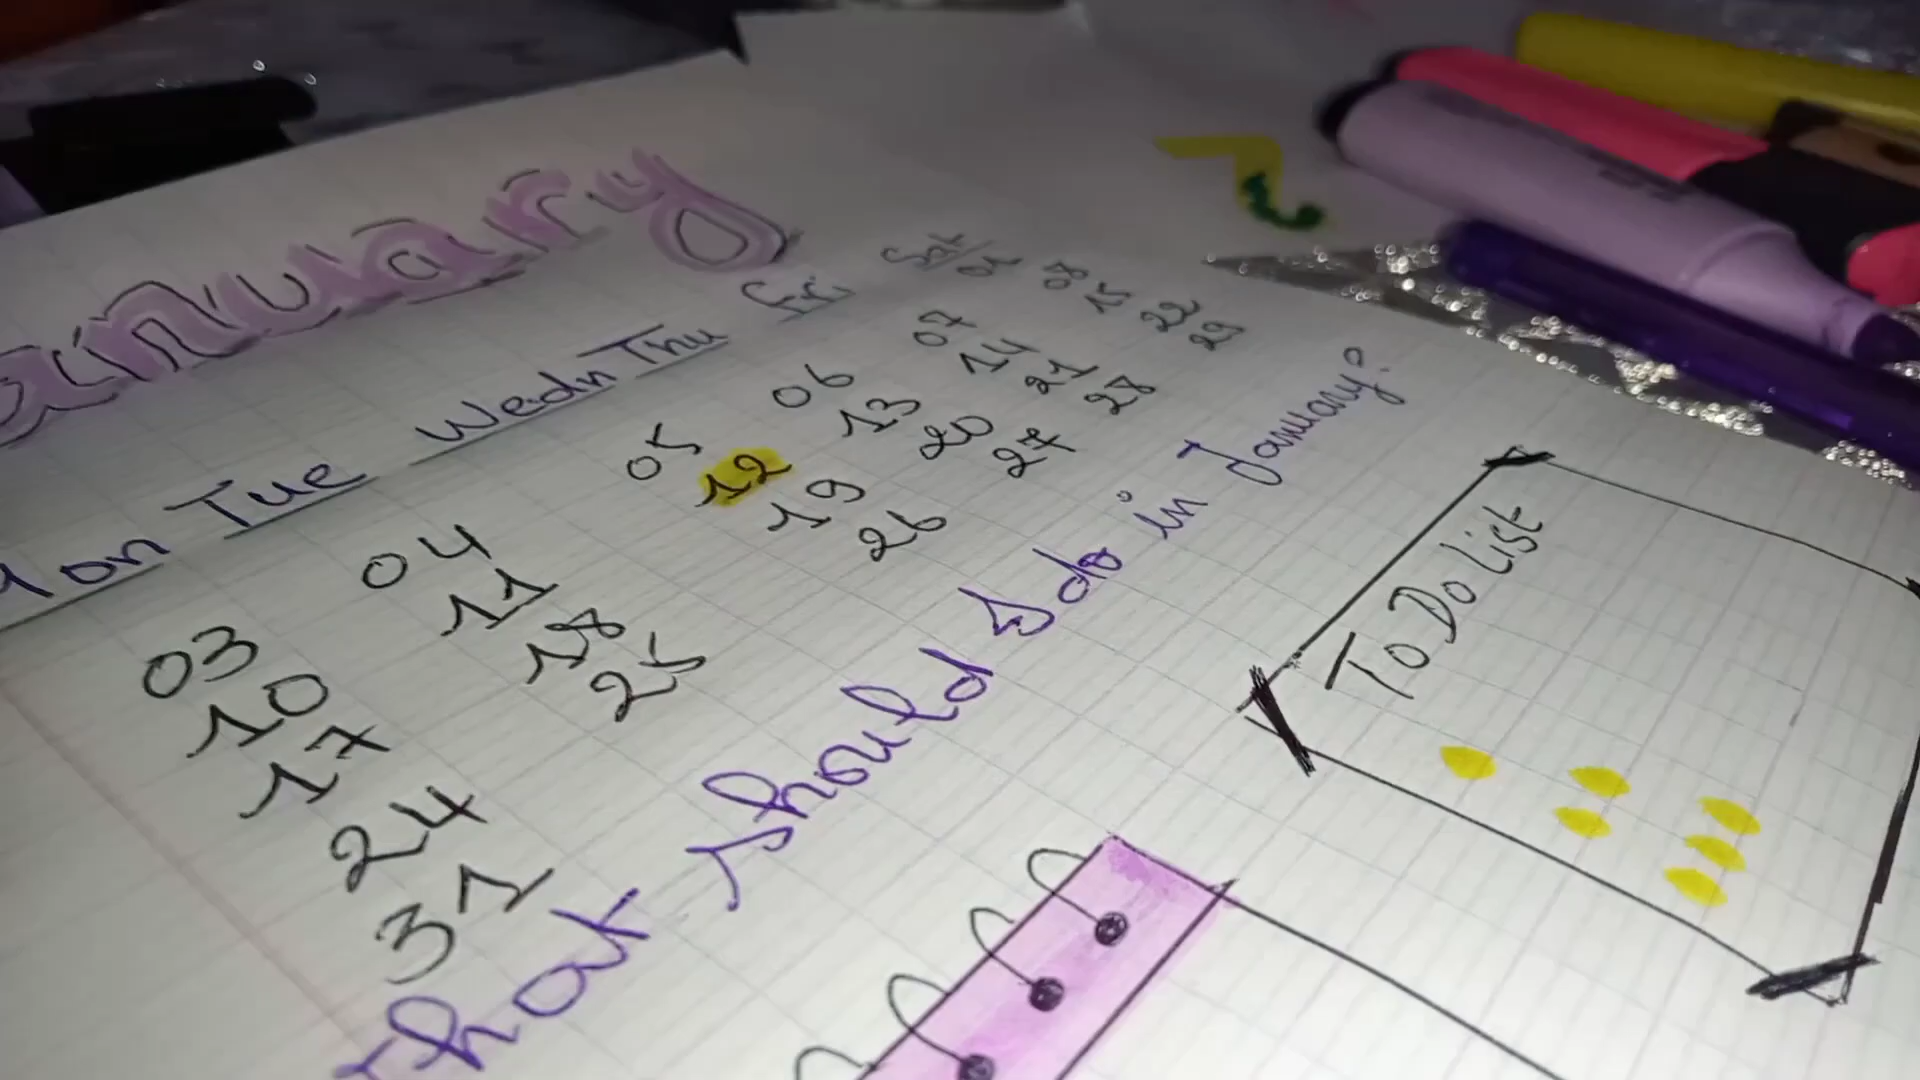 anuary
on Tue Wedn Thu Fri Sat
01
03 04 05 06 07 08
10 11 12 13 14 15
17 18 19 20 21 22
24 25 26 27 28 29
31
hat should I do in January?
To Do List